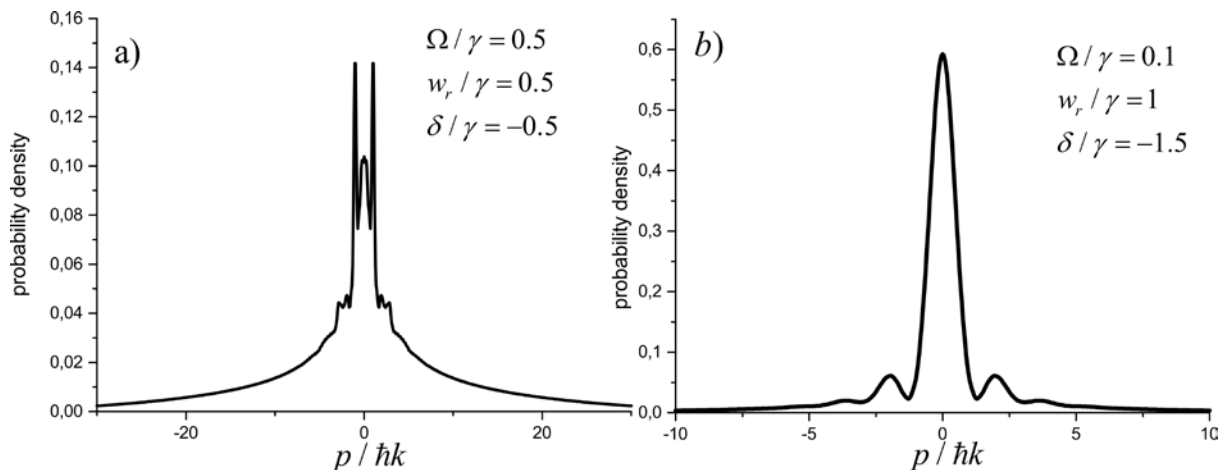 a)
Ω / γ = 0.5
w_r / γ = 0.5
δ / γ = −0.5
probability density
0,16
0,14
0,12
0,10
0,08
0,06
0,04
0,02
0,00
-20
0
20
p / ħk
b)
Ω / γ = 0.1
w_r / γ = 1
δ / γ = −1.5
probability density
0,6
0,5
0,4
0,3
0,2
0,1
0,0
-10
-5
0
5
10
p / ħk